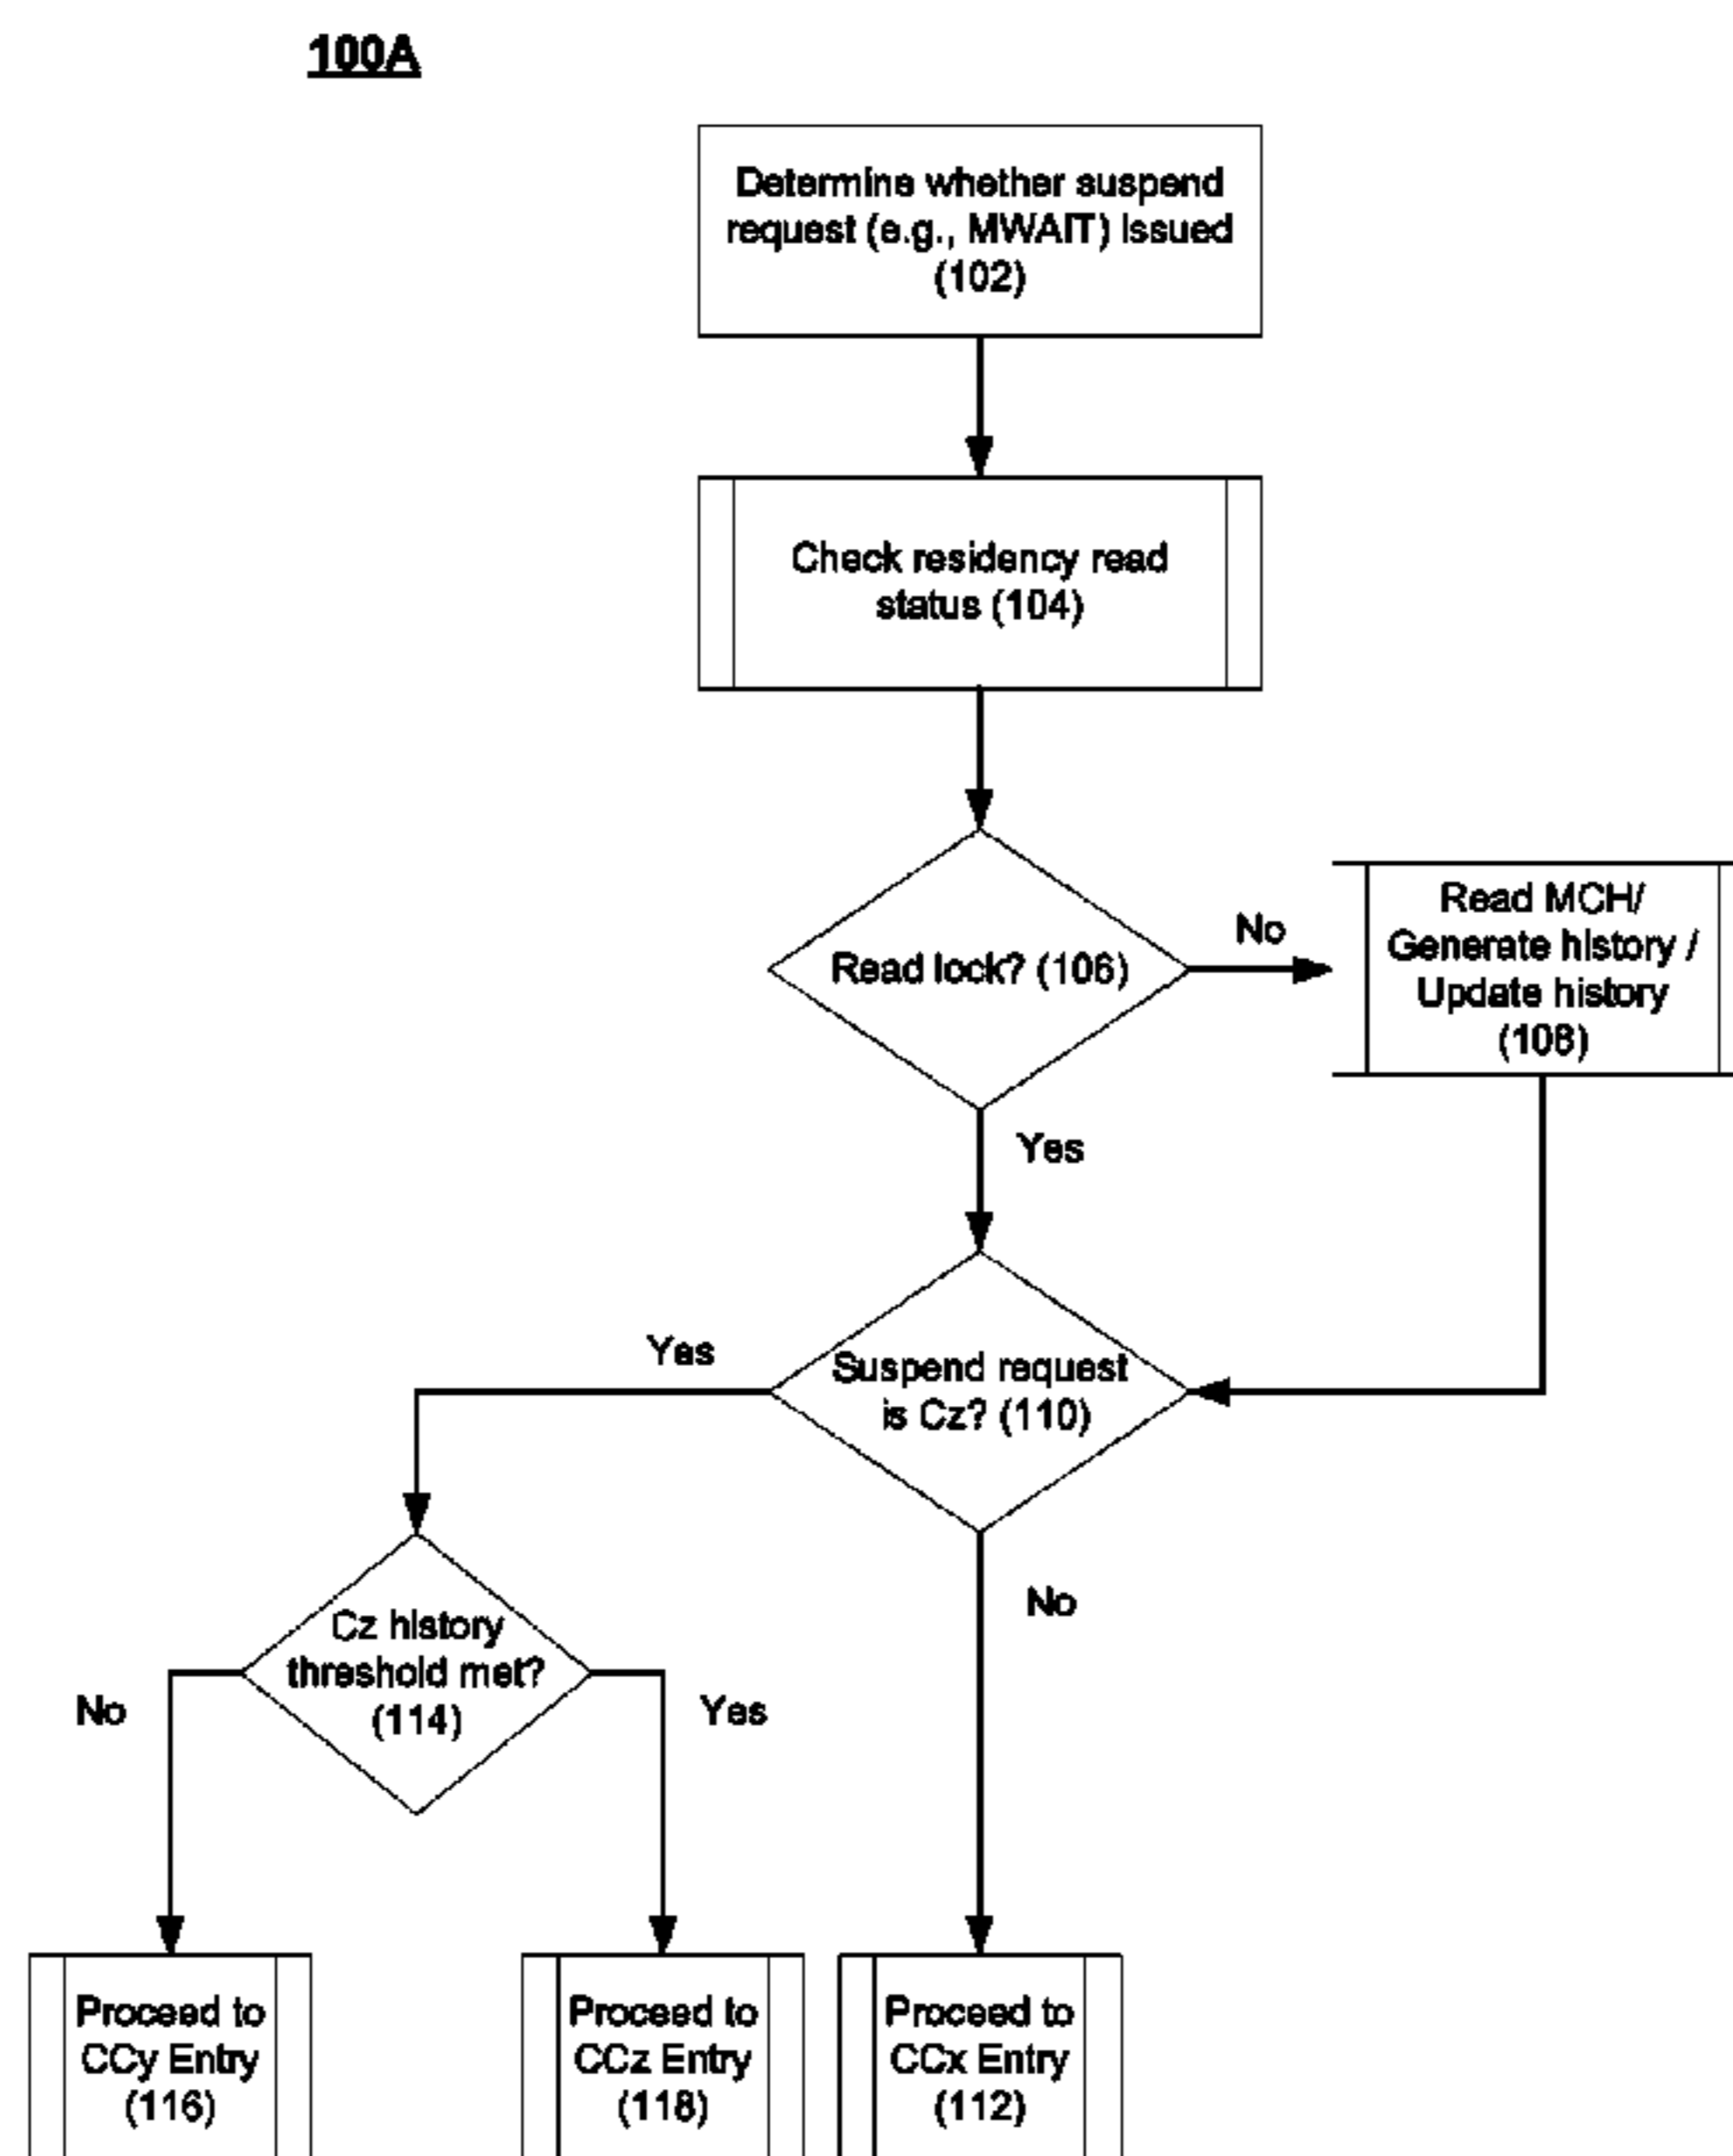 100A
Determine whether suspend
request (e.g., MWAIT) issued
(102)
Check residency read
status (104)
Read lock? (106)
No
Read MCH/
Generate history /
Update history
(108)
Yes
Suspend request
is Cz? (110)
Yes
No
Cz history
threshold met?
(114)
No
Yes
Proceed to
CCy Entry
(116)
Proceed to
CCz Entry
(118)
Proceed to
CCx Entry
(112)